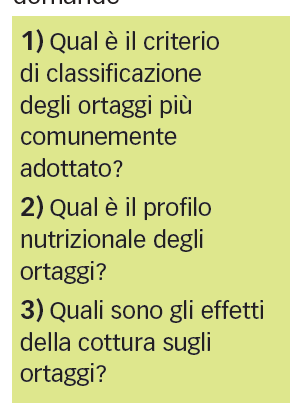 domande
1) Qual è il criterio
di classificazione
degli ortaggi più
comunemente
adottato?
2) Qual è il profilo
nutrizionale degli
ortaggi?
3) Quali sono gli effetti
della cottura sugli
ortaggi?